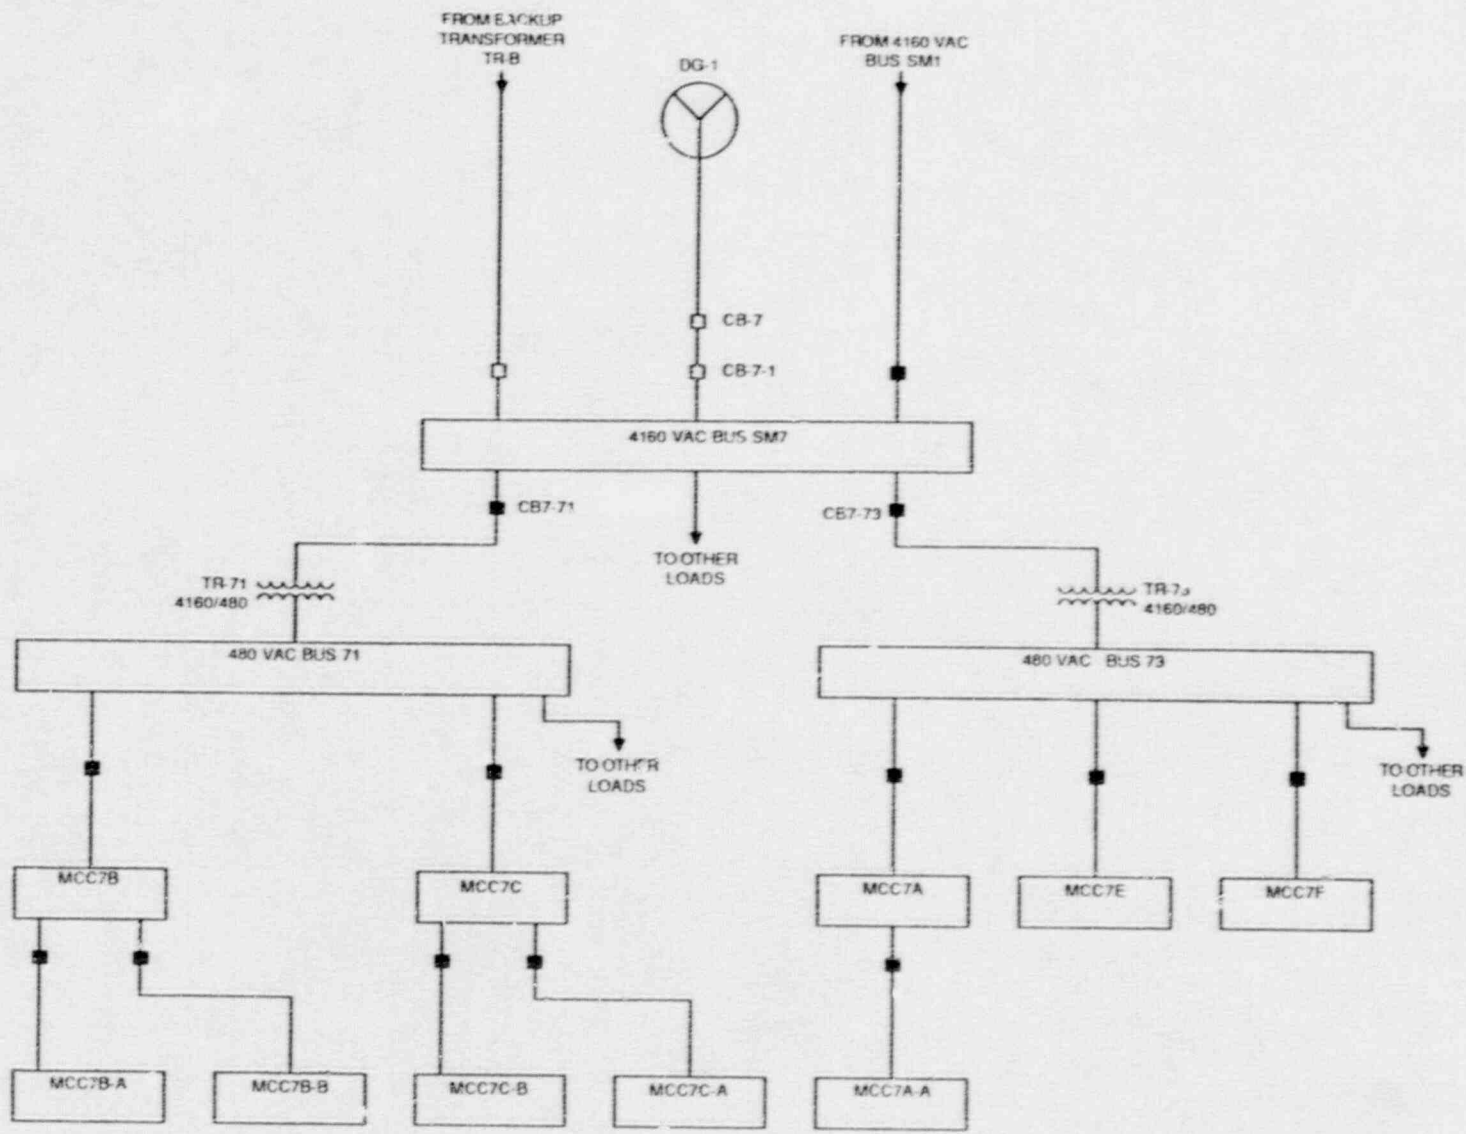 FROM BACKUP
TRANSFORMER
TR-B
DG-1
FROM 4160 VAC
BUS SM1
CB-7
CB-7-1
4160 VAC BUS SM7
CB7-71
CB7-73
TO OTHER
LOADS
TR-71
4160/480
TR-73
4160/480
480 VAC BUS 71
480 VAC BUS 73
TO OTHER
LOADS
TO OTHER
LOADS
MCC7B
MCC7C
MCC7A
MCC7E
MCC7F
MCC7B-A
MCC7B-B
MCC7C-B
MCC7C-A
MCC7A-A